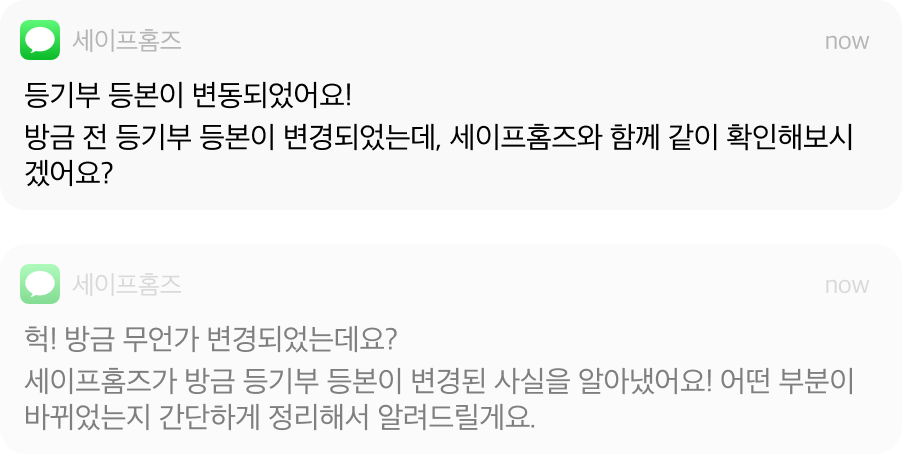 세이프홈즈 now
등기부 등본이 변동되었어요!
방금 전 등기부 등본이 변경되었는데, 세이프홈즈와 함께 같이 확인해보시
겠어요?
세이프홈즈 now
헉! 방금 무언가 변경되었는데요?
세이프홈즈가 방금 등기부 등본이 변경된 사실을 알아냈어요! 어떤 부분이
바뀌었는지 간단하게 정리해서 알려드릴게요.